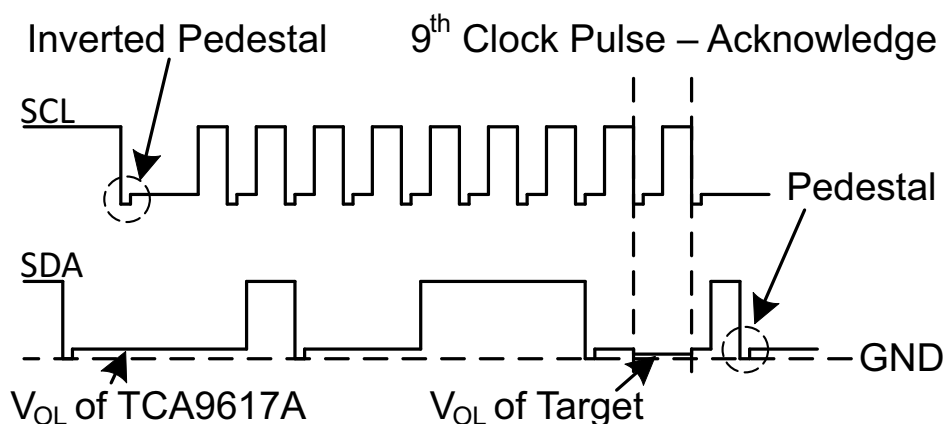 Inverted Pedestal
9th Clock Pulse – Acknowledge
SCL
Pedestal
SDA
GND
VOL of TCA9617A
VOL of Target